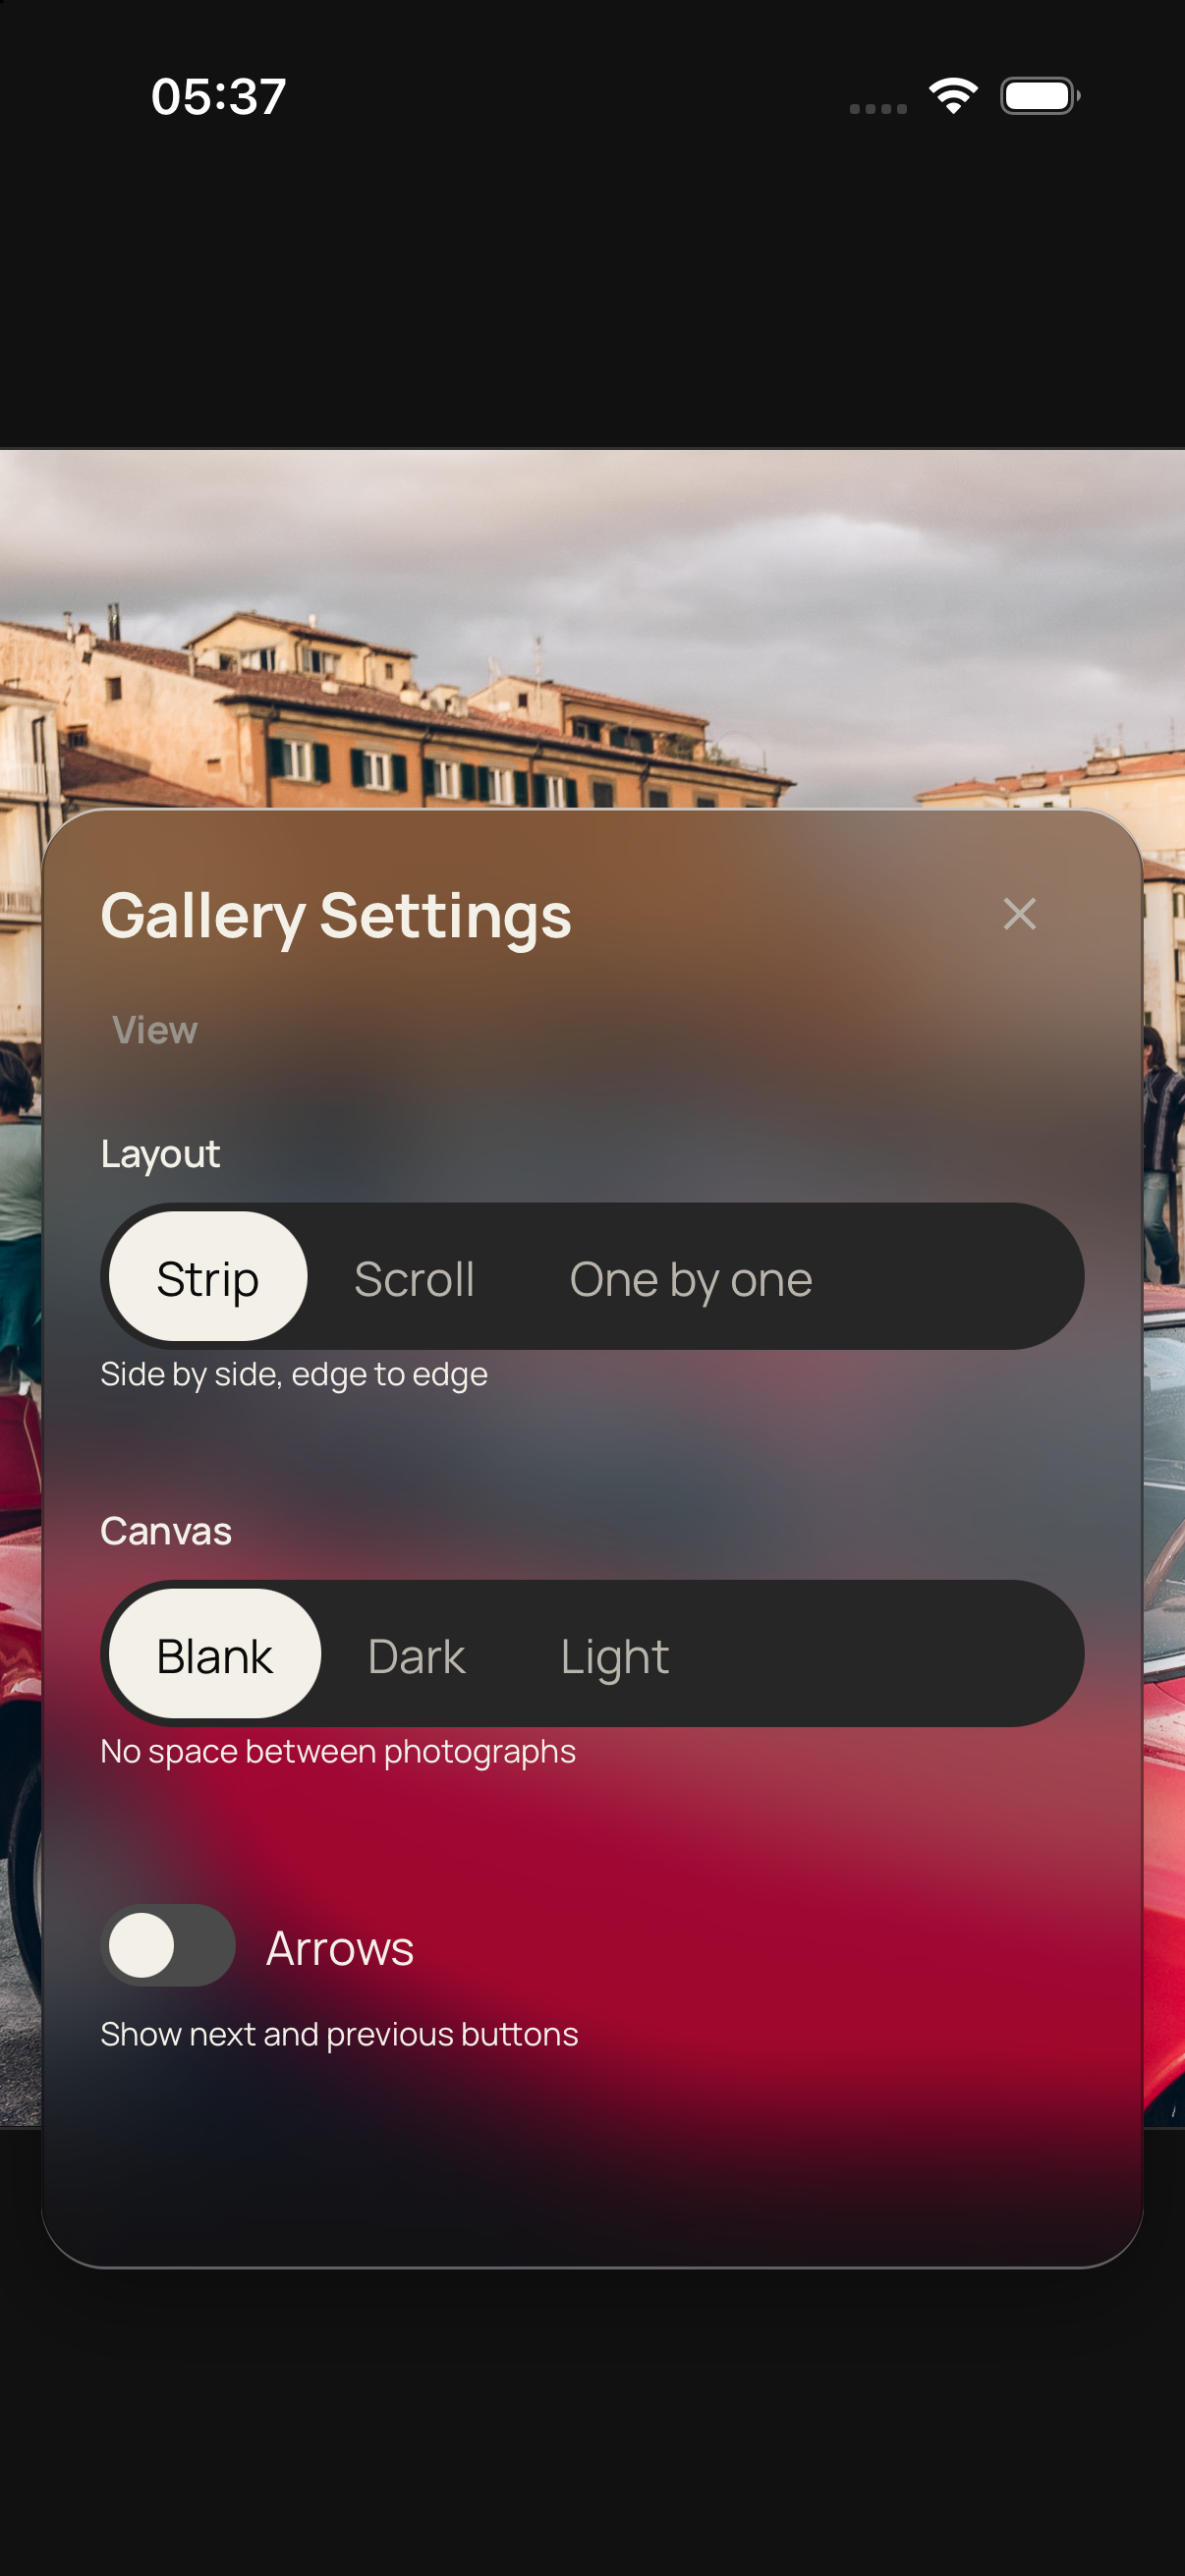 05:37
Gallery Settings
View
Layout
Strip Scroll One by one
Side by side, edge to edge
Canvas
Blank Dark Light
No space between photographs
Arrows
Show next and previous buttons